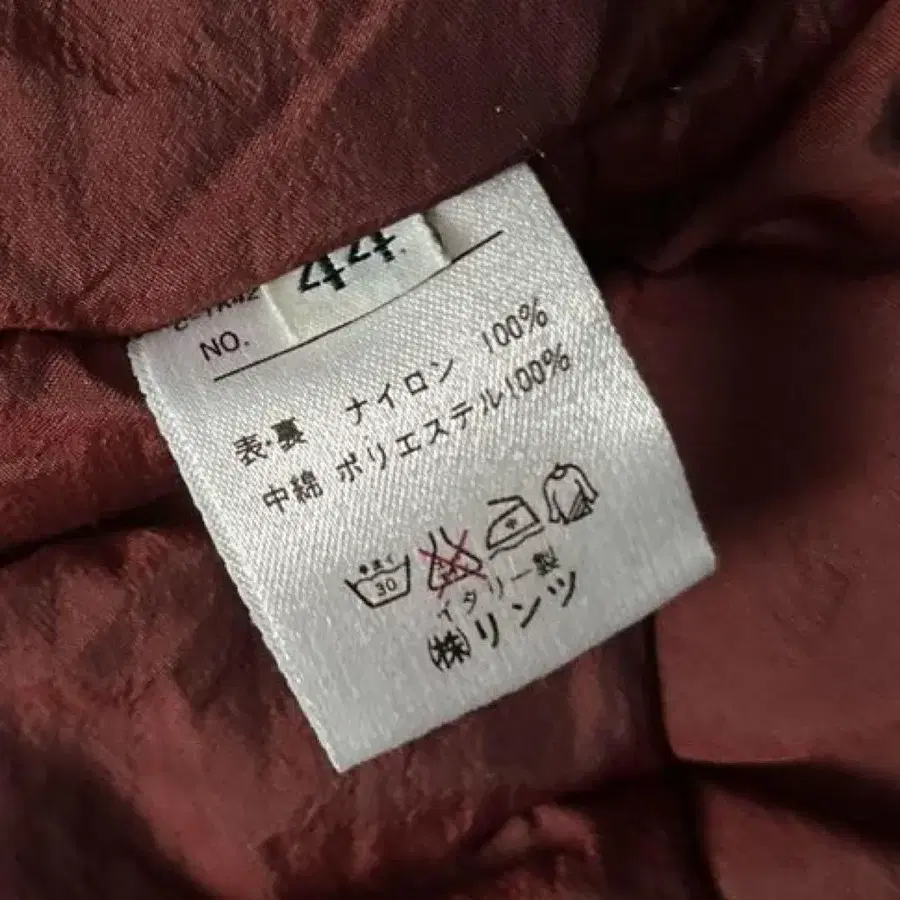 44
NO.
表・裏 ナイロン 100%
中綿 ポリエステル100%
30
イタリー製
㈱リンツ